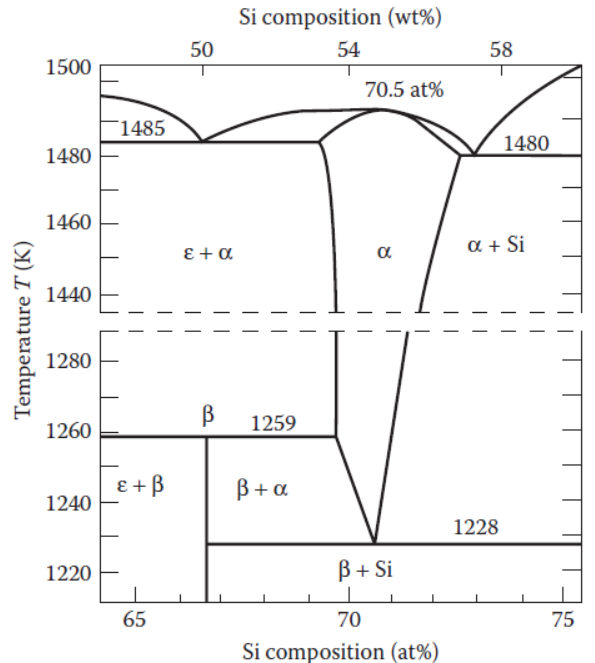 Si composition (wt%)
50 54 58
1500
70.5 at%
1485
1480
1480
1460
ε + α
α
α + Si
1440
Temperature T (K)
1280
β
1259
1260
ε + β
β + α
1240
1228
1220
β + Si
65 70 75
Si composition (at%)